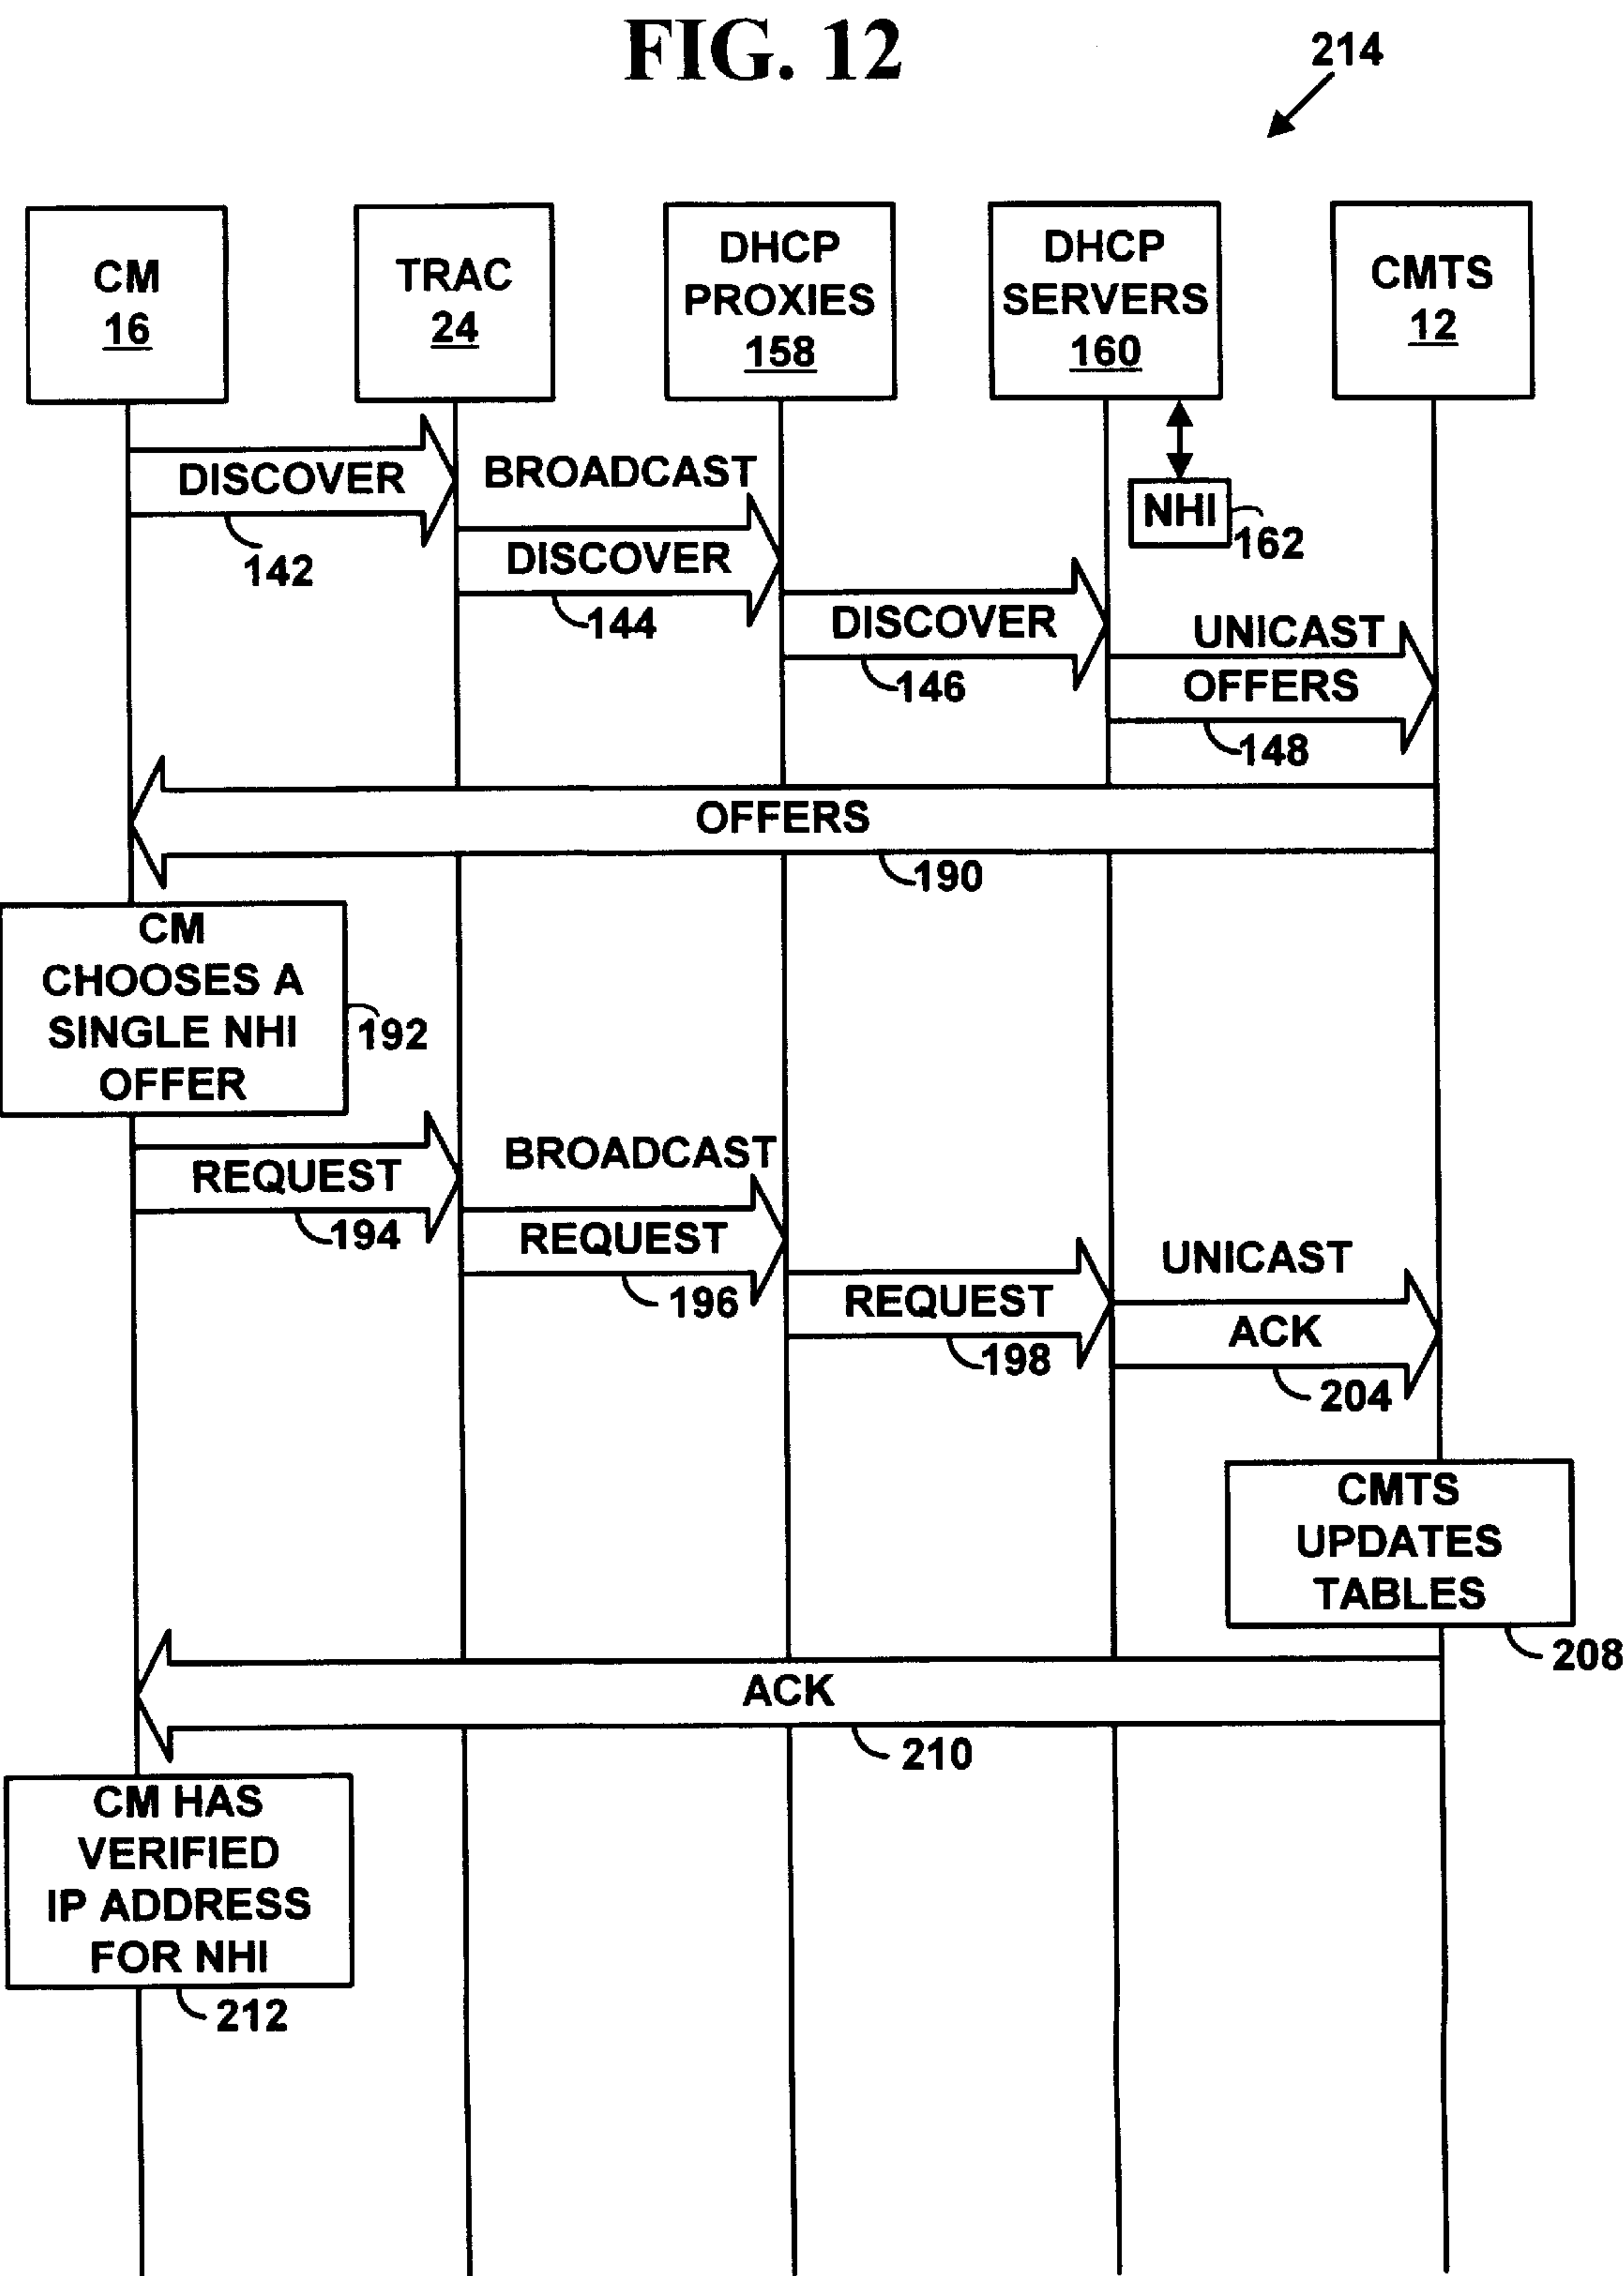 FIG. 12
214
CM
16
TRAC
24
DHCP
PROXIES
158
DHCP
SERVERS
160
CMTS
12
DISCOVER
142
BROADCAST
DISCOVER
144
NHI
162
DISCOVER
146
UNICAST
OFFERS
148
OFFERS
190
CM
CHOOSES A
SINGLE NHI
OFFER
192
REQUEST
194
BROADCAST
REQUEST
196
REQUEST
198
UNICAST
ACK
204
CMTS
UPDATES
TABLES
208
ACK
210
CM HAS
VERIFIED
IP ADDRESS
FOR NHI
212